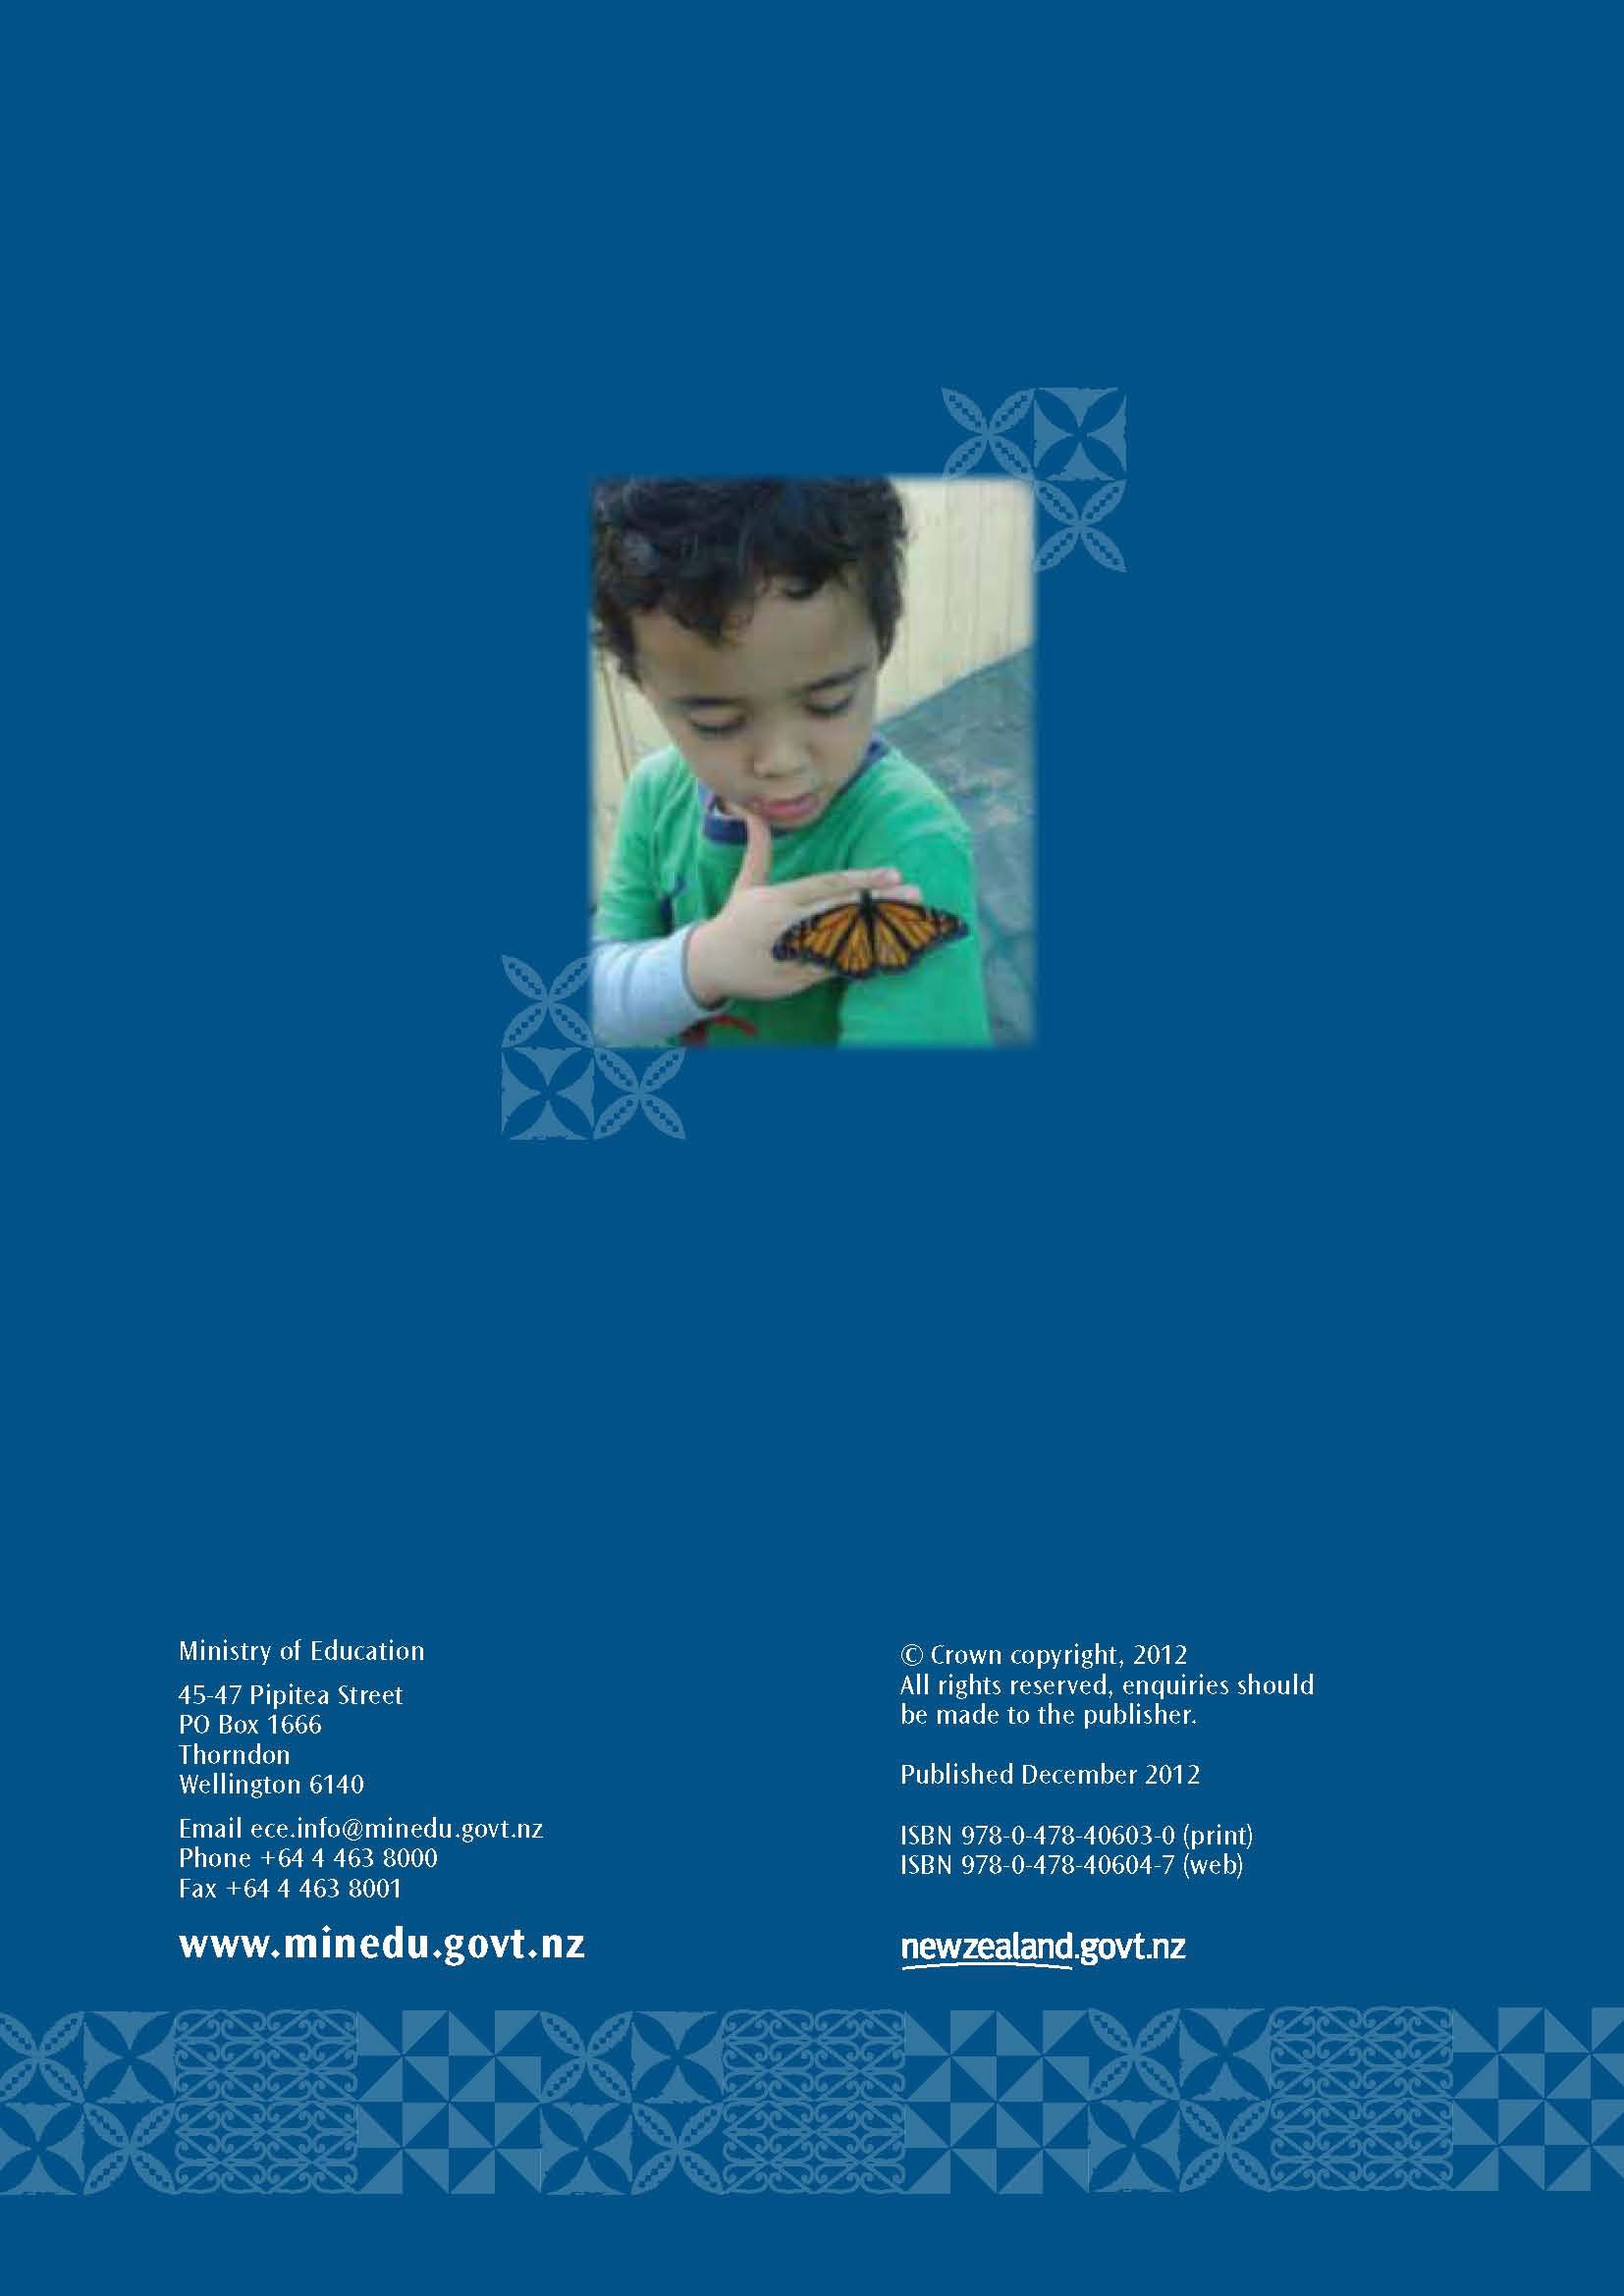 Ministry of Education
45-47 Pipitea Street
PO Box 1666
Thorndon
Wellington 6140
Email ece.info@minedu.govt.nz
Phone +64 4 463 8000
Fax +64 4 463 8001
www.minedu.govt.nz
© Crown copyright, 2012
All rights reserved, enquiries should
be made to the publisher.
Published December 2012
ISBN 978-0-478-40603-0 (print)
ISBN 978-0-478-40604-7 (web)
newzealand.govt.nz